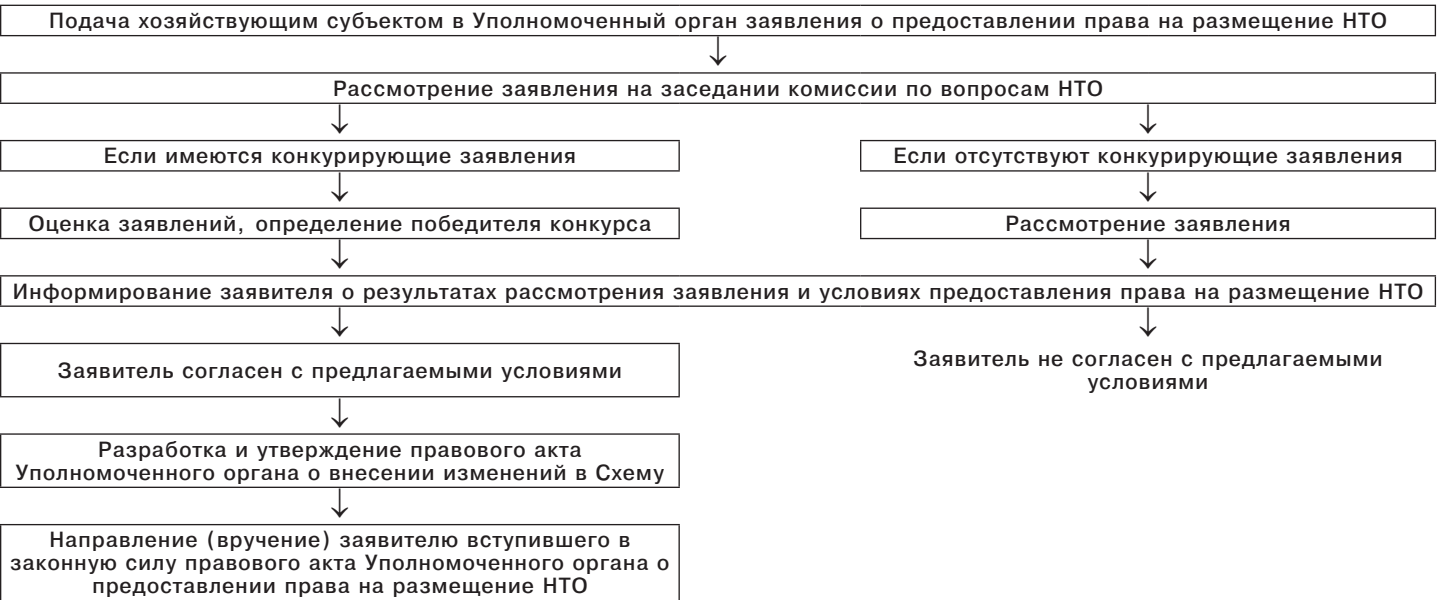 Подача хозяйствующим субъектом в Уполномоченный орган заявления о предоставлении права на размещение НТО
Рассмотрение заявления на заседании комиссии по вопросам НТО
Если имеются конкурирующие заявления
Если отсутствуют конкурирующие заявления
Оценка заявлений, определение победителя конкурса
Рассмотрение заявления
Информирование заявителя о результатах рассмотрения заявления и условиях предоставления права на размещение НТО
Заявитель согласен с предлагаемыми условиями
Заявитель не согласен с предлагаемыми
условиями
Разработка и утверждение правового акта
Уполномоченного органа о внесении изменений в Схему
Направление (вручение) заявителю вступившего в
законную силу правового акта Уполномоченного органа о
предоставлении права на размещение НТО